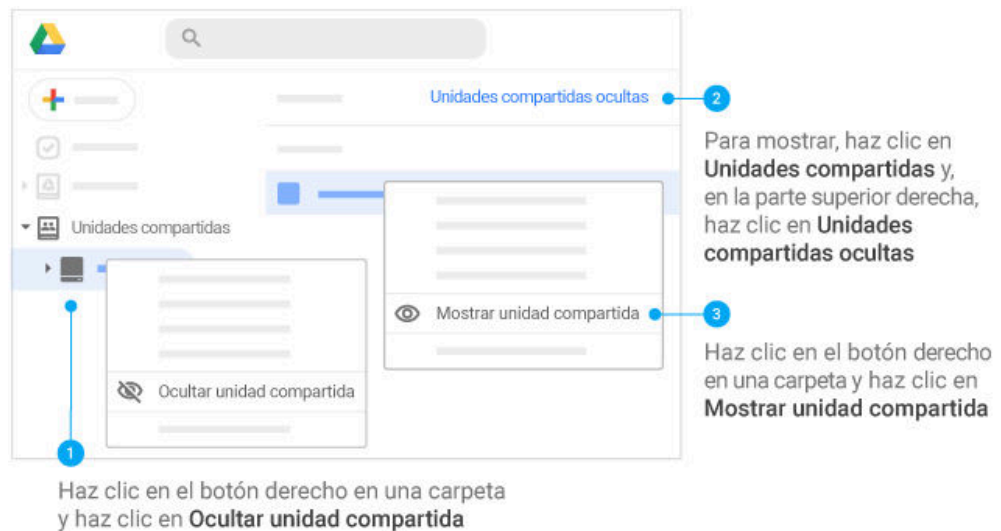 Unidades compartidas ocultas
2
Para mostrar, haz clic en
Unidades compartidas y,
en la parte superior derecha,
haz clic en Unidades
compartidas ocultas
Unidades compartidas
Mostrar unidad compartida
3
Haz clic en el botón derecho
en una carpeta y haz clic en
Mostrar unidad compartida
Ocultar unidad compartida
1
Haz clic en el botón derecho en una carpeta
y haz clic en Ocultar unidad compartida